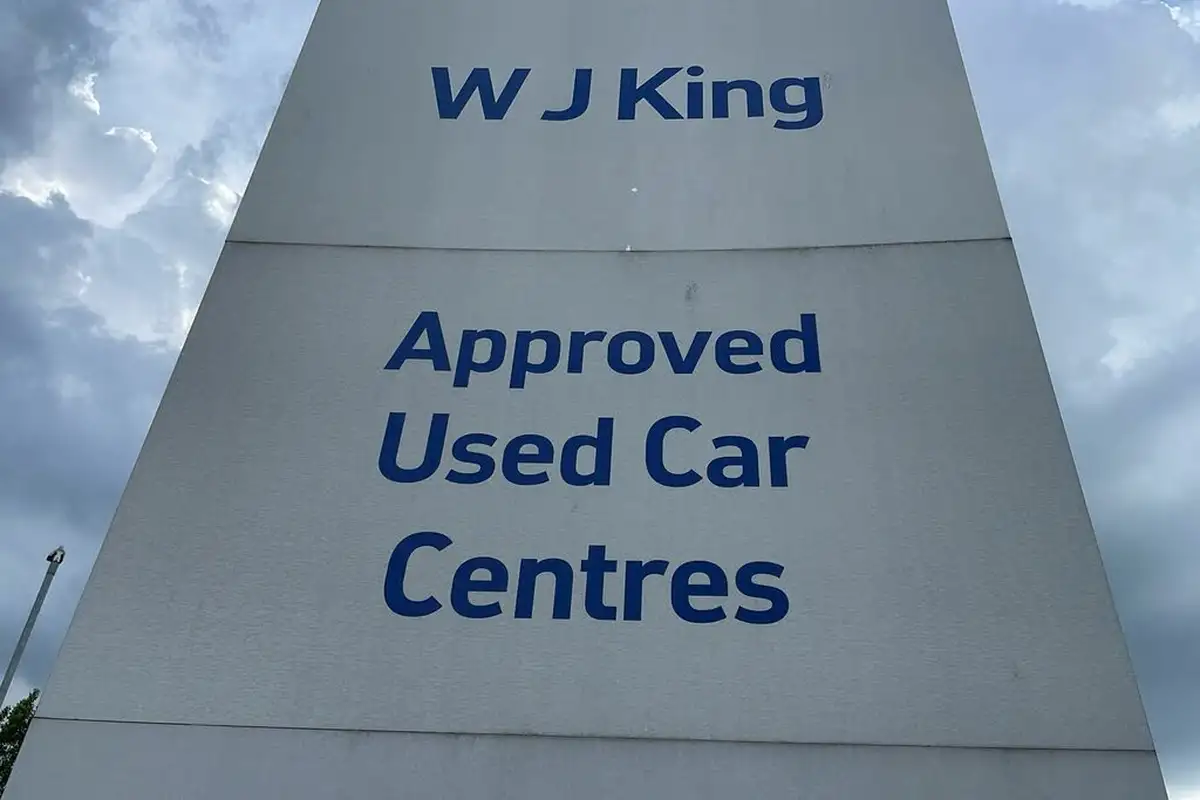 W J King
Approved
Used Car
Centres